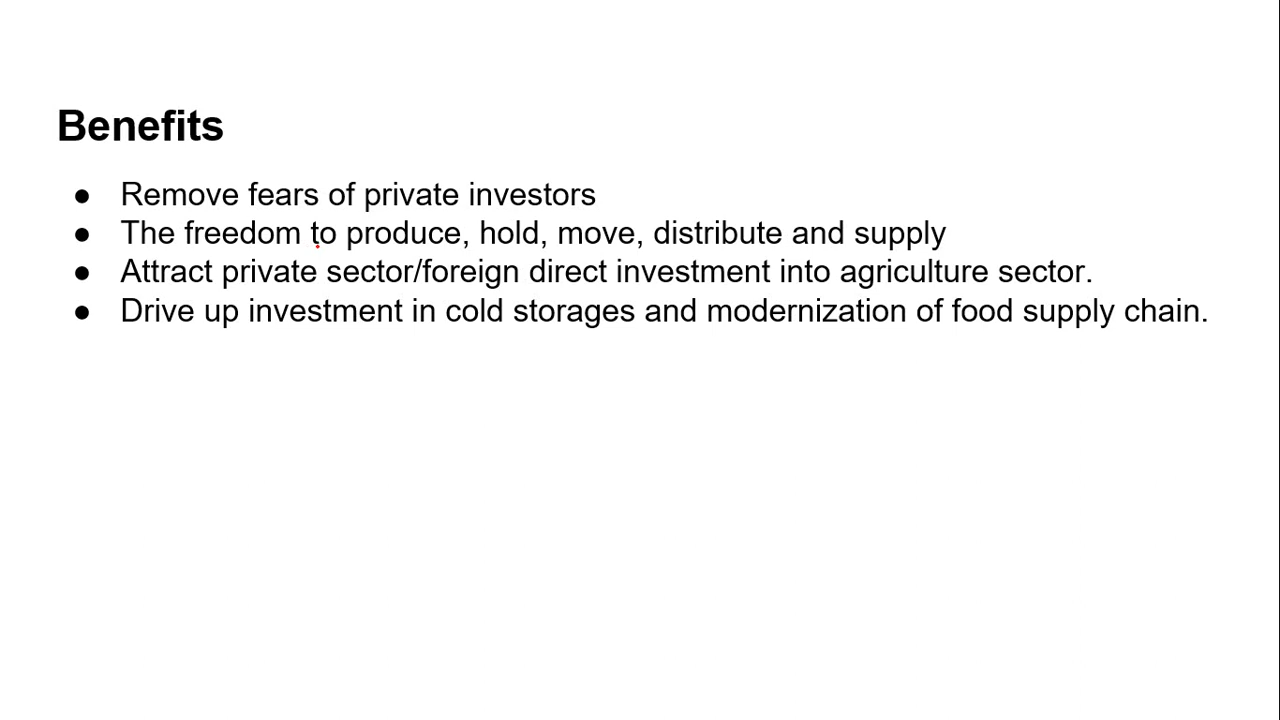 Benefits
● Remove fears of private investors
● The freedom to produce, hold, move, distribute and supply
● Attract private sector/foreign direct investment into agriculture sector.
● Drive up investment in cold storages and modernization of food supply chain.